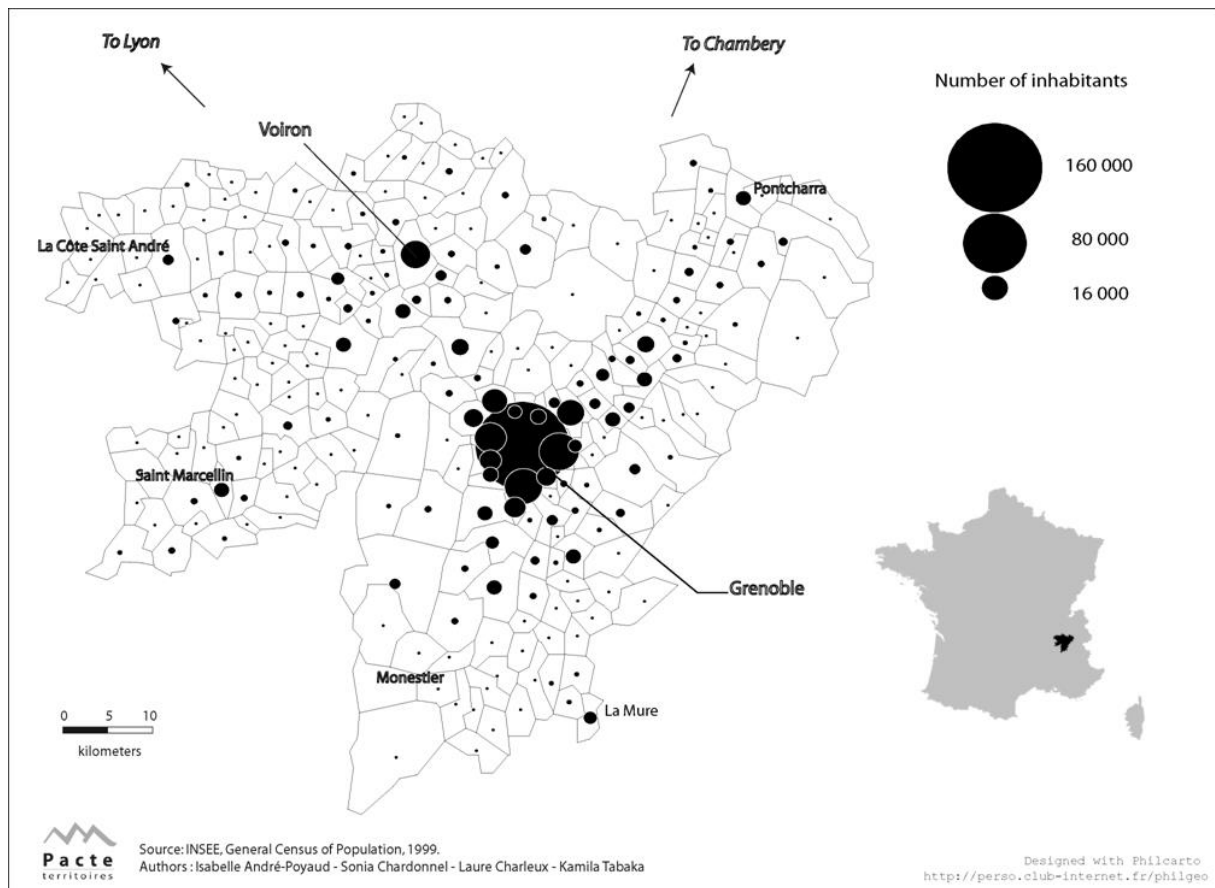 To Lyon
To Chambery
Number of inhabitants
Voiron
160 000
Pontcharra
80 000
La Côte Saint André
16 000
Saint Marcellin
Grenoble
Monestier
La Mure
0 5 10
kilometers
Pacte
territoires
Source: INSEE, General Census of Population, 1999.
Authors : Isabelle André-Poyaud - Sonia Chardonnel - Laure Charleux - Kamila Tabaka
Designed with Philcarto
http://perso.club-internet.fr/philgeo